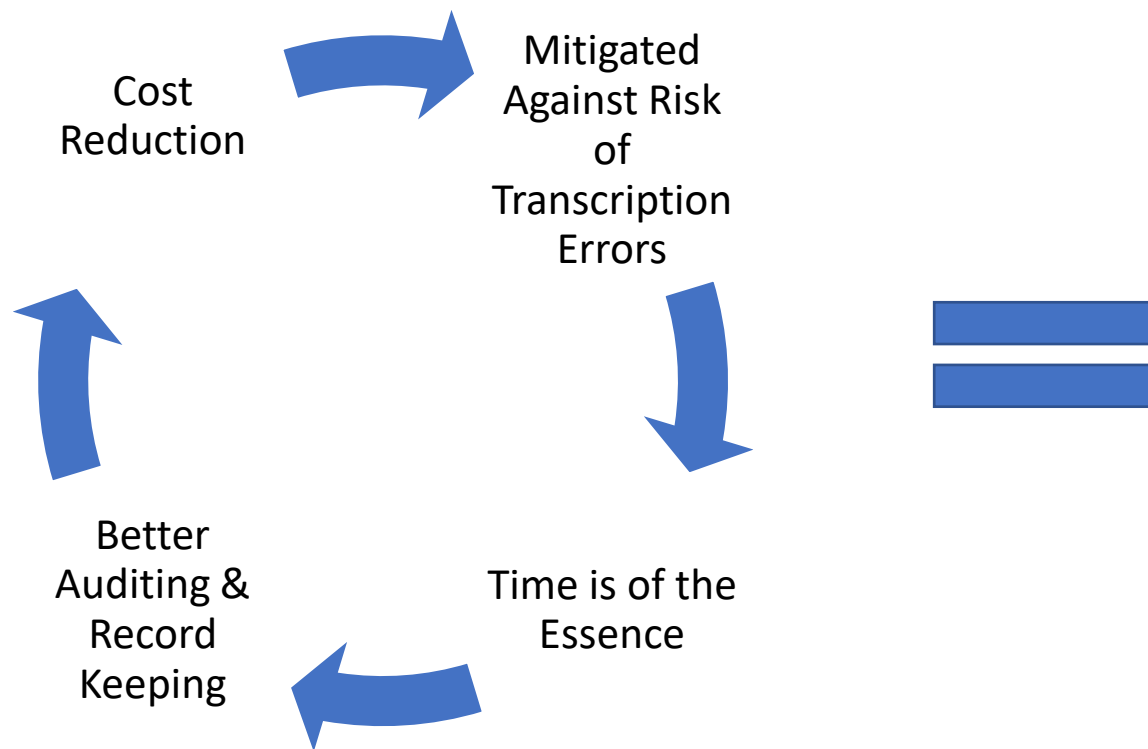 Cost
Reduction
Mitigated
Against Risk
of
Transcription
Errors
Time is of the
Essence
Better
Auditing &
Record
Keeping